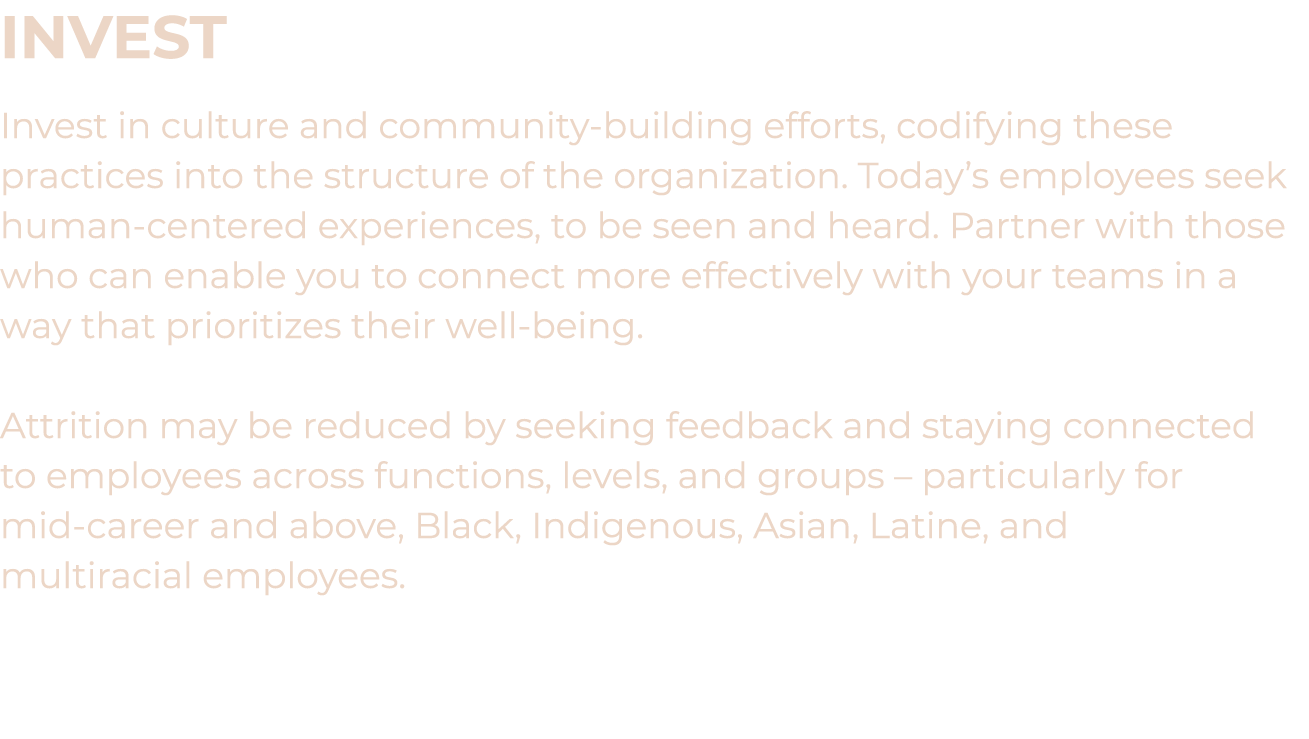 INVEST
Invest in culture and community-building efforts, codifying these
practices into the structure of the organization. Today’s employees seek
human-centered experiences, to be seen and heard. Partner with those
who can enable you to connect more effectively with your teams in a
way that prioritizes their well-being.
Attrition may be reduced by seeking feedback and staying connected
to employees across functions, levels, and groups – particularly for
mid-career and above, Black, Indigenous, Asian, Latine, and
multiracial employees.